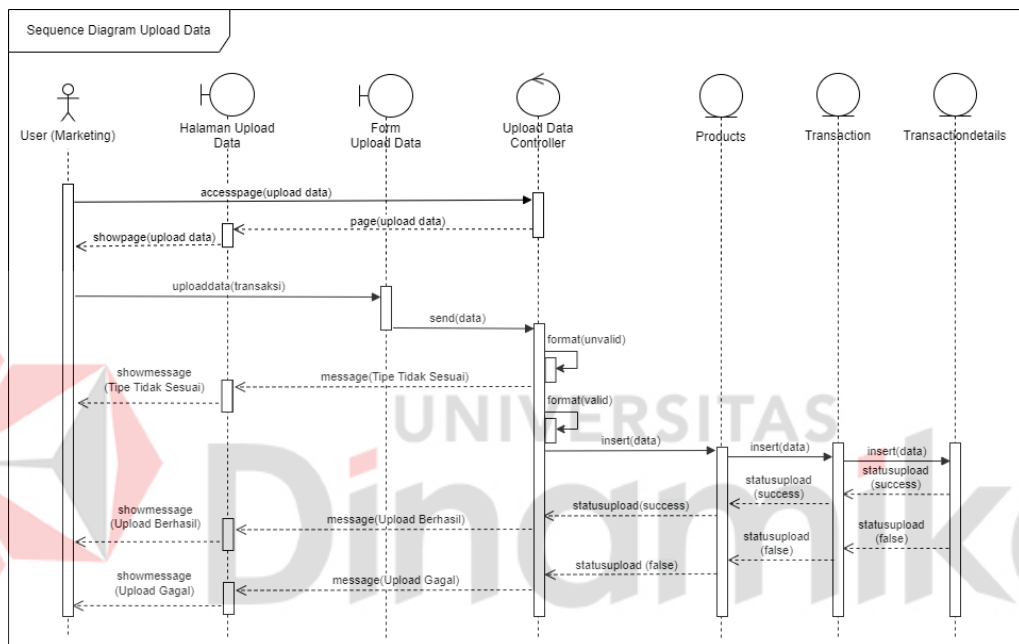 Sequence Diagram Upload Data
User (Marketing)
Halaman Upload
Data
Form
Upload Data
Upload Data
Controller
Products
Transaction
Transactiondetails
accesspage(upload data)
page(upload data)
showpage(upload data)
uploaddata(transaksi)
send(data)
format(unvalid)
showmessage
(Tipe Tidak Sesuai)
message(Tipe Tidak Sesuai)
format(valid)
UNIVERSITAS
Dinamika
insert(data)
insert(data)
insert(data)
statusupload
(success)
statusupload
(success)
statusupload(success)
message(Upload Berhasil)
showmessage
(Upload Berhasil)
statusupload
(false)
statusupload
(false)
statusupload (false)
message(Upload Gagal)
showmessage
(Upload Gagal)